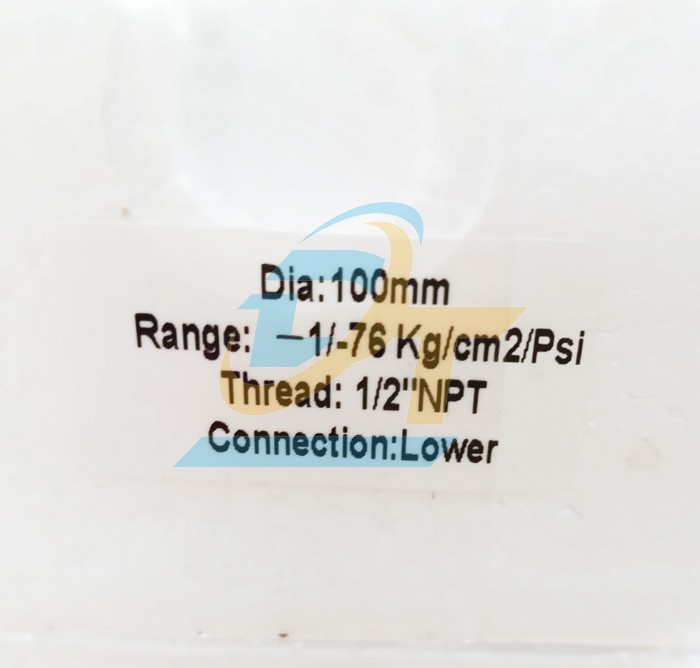 Dia:100mm
Range: —1/-76 Kg/cm2/Psi
Thread: 1/2"NPT
Connection:Lower